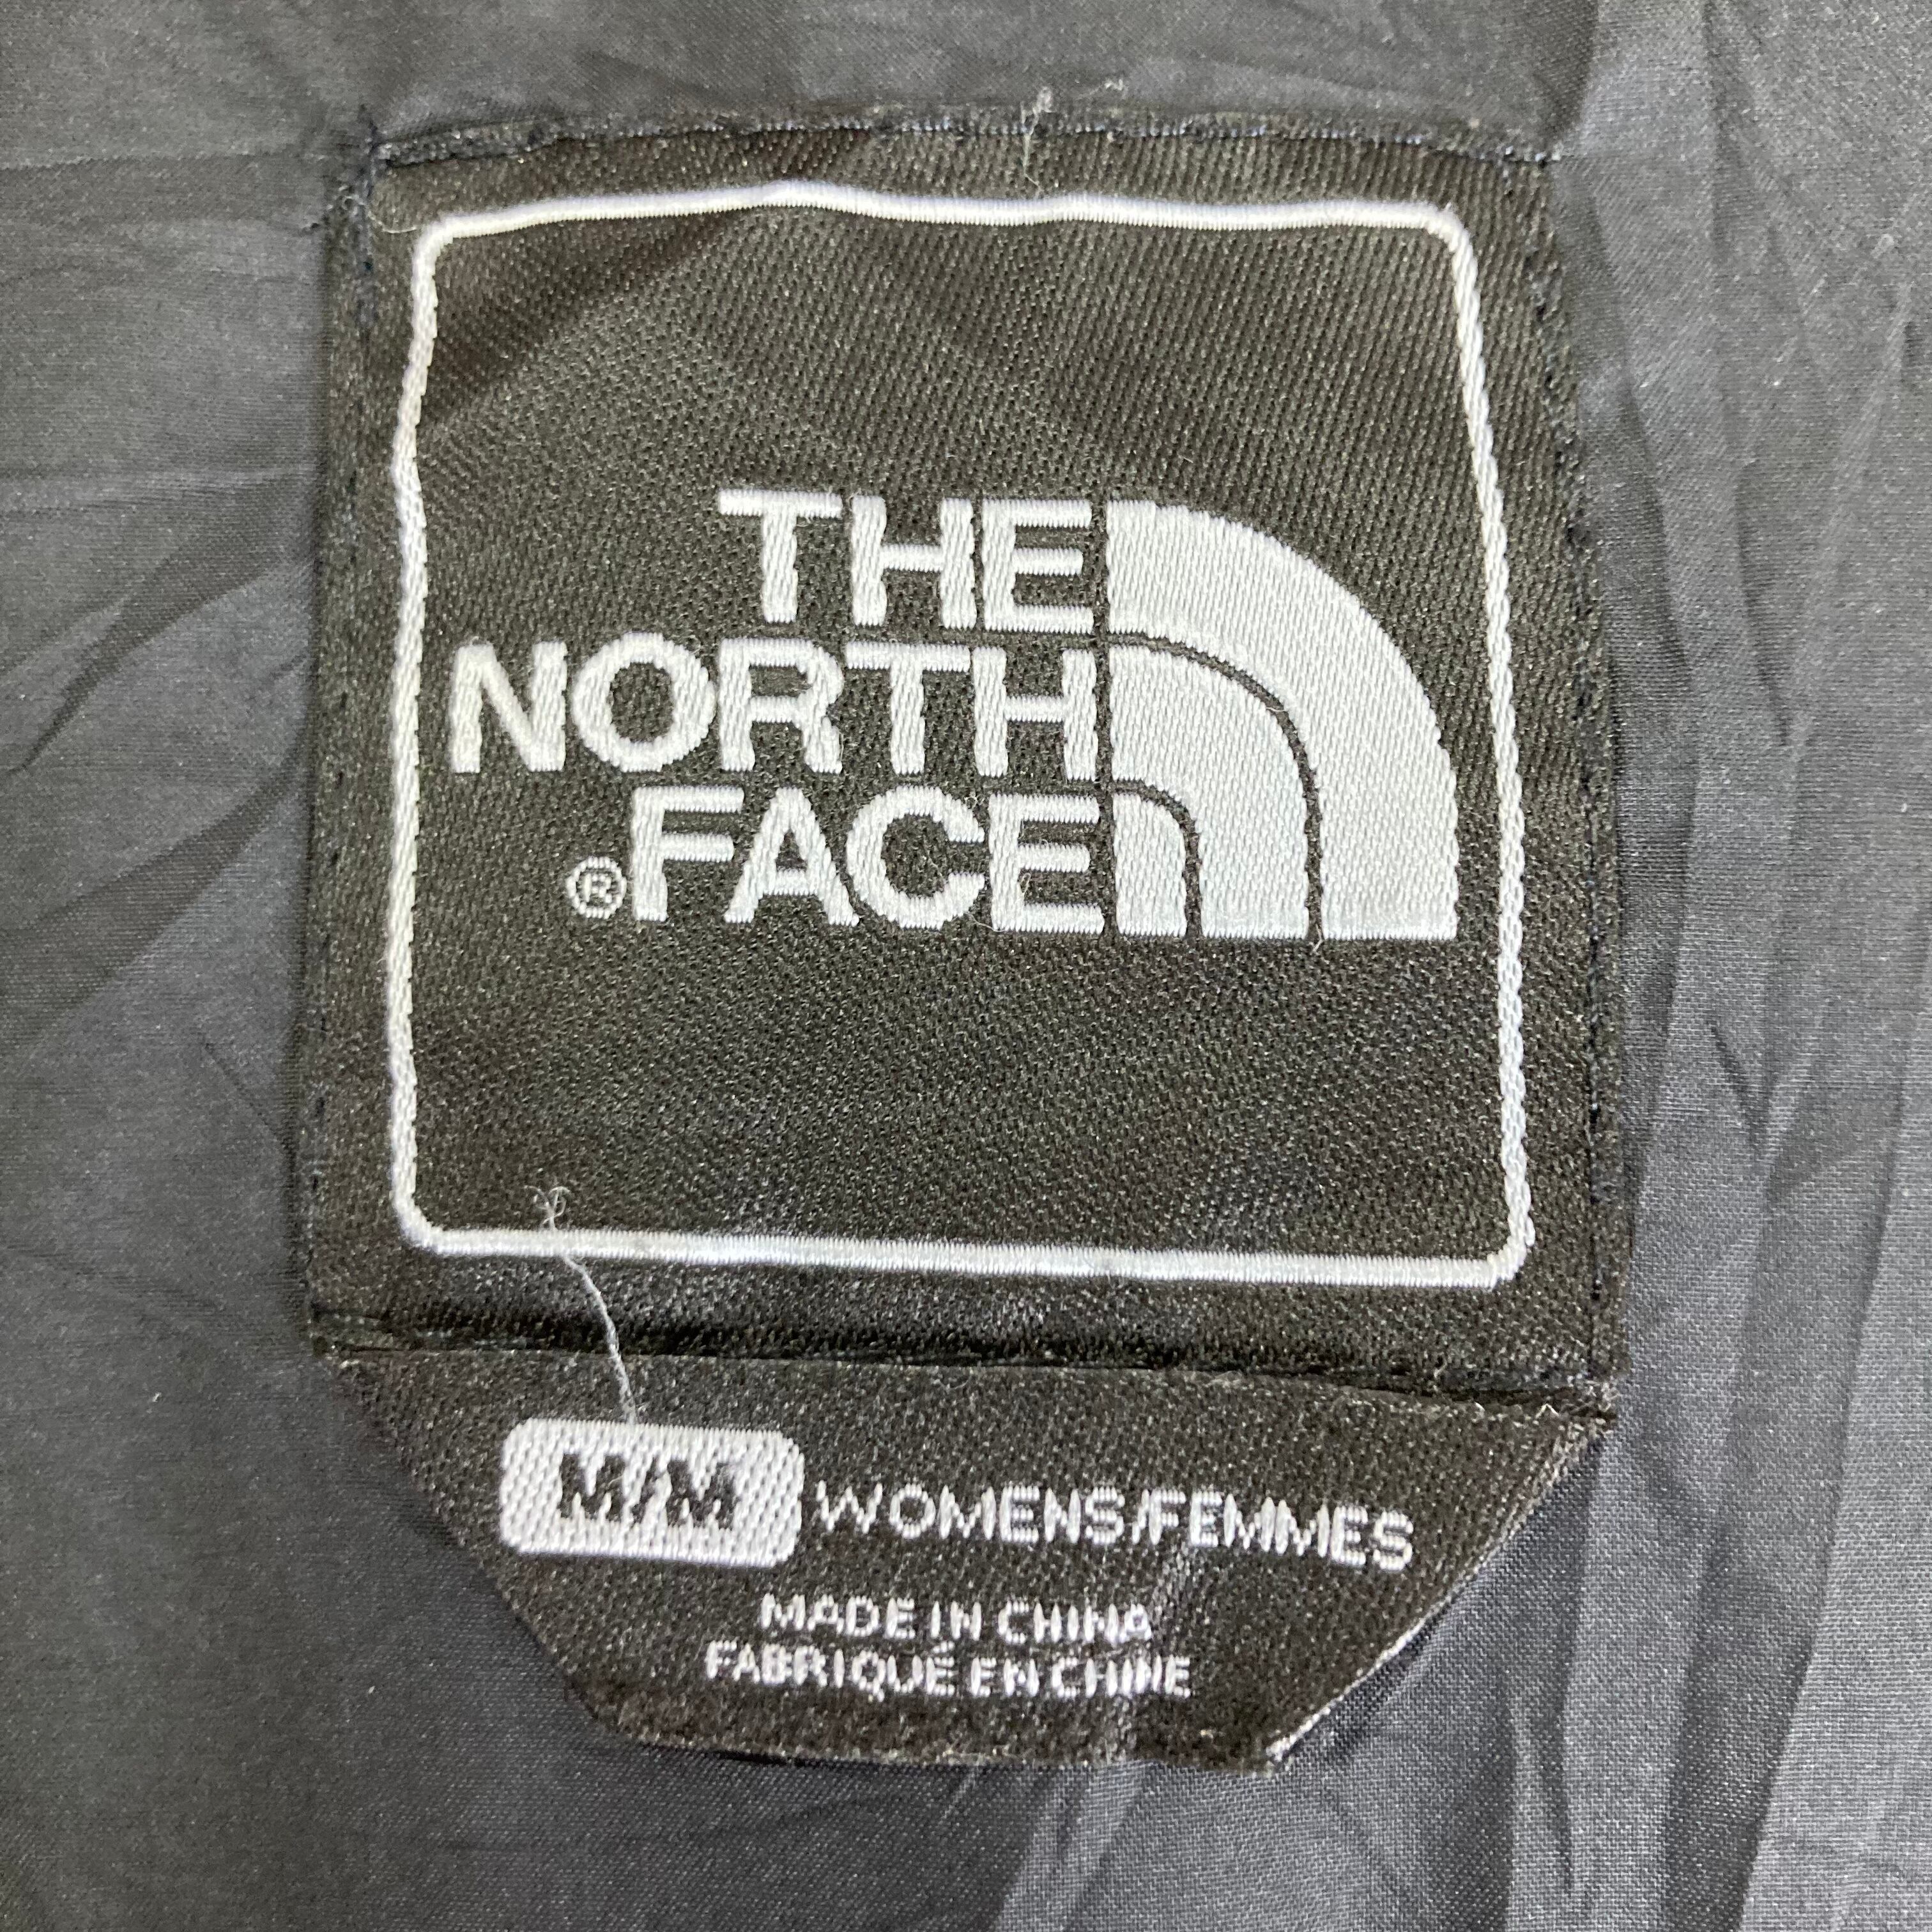 THE
NORTH
®FACE
M/M WOMENS/FEMMES
MADE IN CHINA
FABRIQUÉ EN CHINE